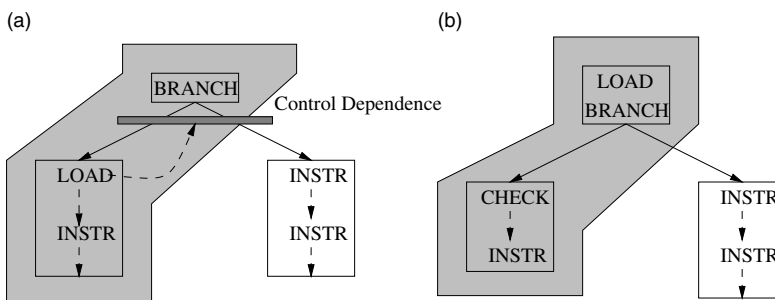 (a)
BRANCH
Control Dependence
LOAD
INSTR
INSTR
INSTR
(b)
LOAD
BRANCH
CHECK
INSTR
INSTR
INSTR